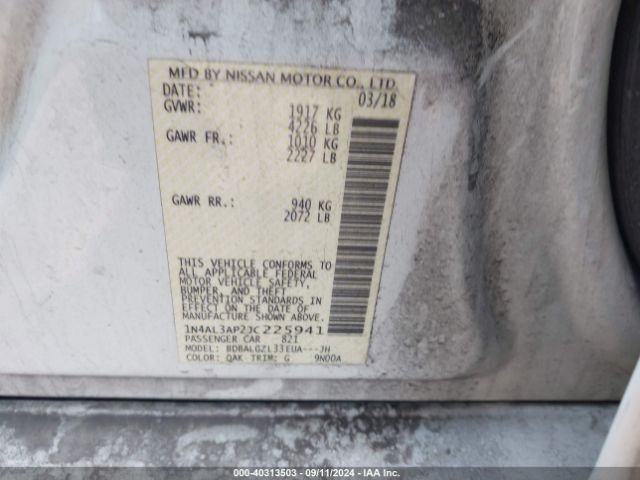 MFD BY NISSAN MOTOR CO., LTD.
DATE: 03/18
GVWR: 1917 KG
4226 LB
GAWR FR.: 1010 KG
2227 LB
GAWR RR.: 940 KG
2072 LB
THIS VEHICLE CONFORMS TO
ALL APPLICABLE FEDERAL
MOTOR VEHICLE SAFETY,
BUMPER, AND THEFT
PREVENTION STANDARDS IN
EFFECT ON THE DATE OF
MANUFACTURE SHOWN ABOVE.
1N4AL3AP2JC225941
PASSENGER CAR 821
MODEL: BDBALGZL33EUA---JH
COLOR: QAK TRIM: G 9N00A
000-40313503 - 09/11/2024 - IAA Inc.